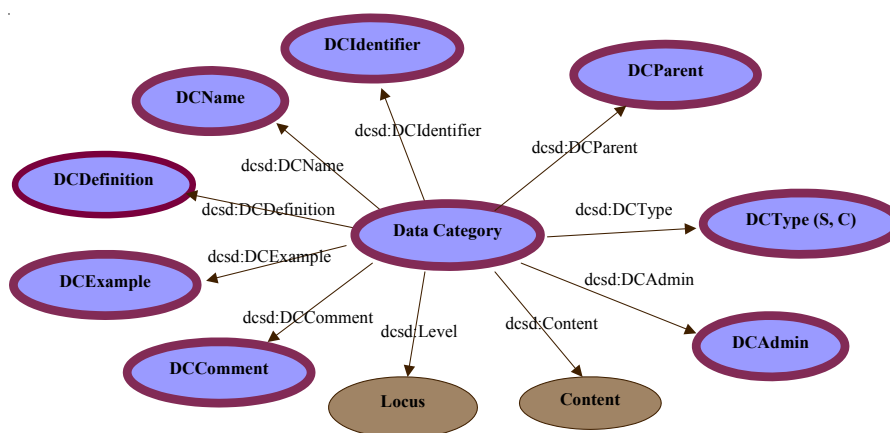 DCIdentifier
DCParent
DCName
dcsd:DCIdentifier
dcsd:DCParent
dcsd:DCName
DCDefinition
dcsd:DCDefinition
dcsd:DCType
DCType (S, C)
Data Category
dcsd:DCExample
DCExample
dcsd:DCAdmin
dcsd:DCComment
dcsd:Level
dcsd:Content
DCAdmin
DCComment
Locus
Content